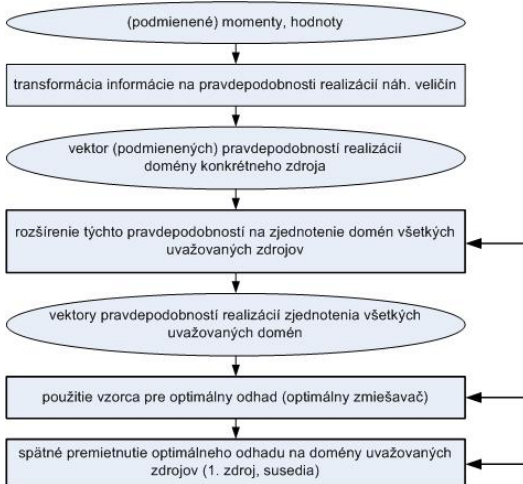 (podmienené) momenty, hodnoty
transformácia informácie na pravdepodobnosti realizácií náh. veličín
vektor (podmienených) pravdepodobností realizácií
domény konkrétneho zdroja
rozšírenie týchto pravdepodobností na zjednotenie domén všetkých
uvažovaných zdrojov
vektory pravdepodobností realizácií zjednotenia všetkých
uvažovaných domén
použitie vzorca pre optimálny odhad (optimálny zmiešavač)
spätné premietnutie optimálneho odhadu na domény uvažovaných
zdrojov (1. zdroj, susedia)